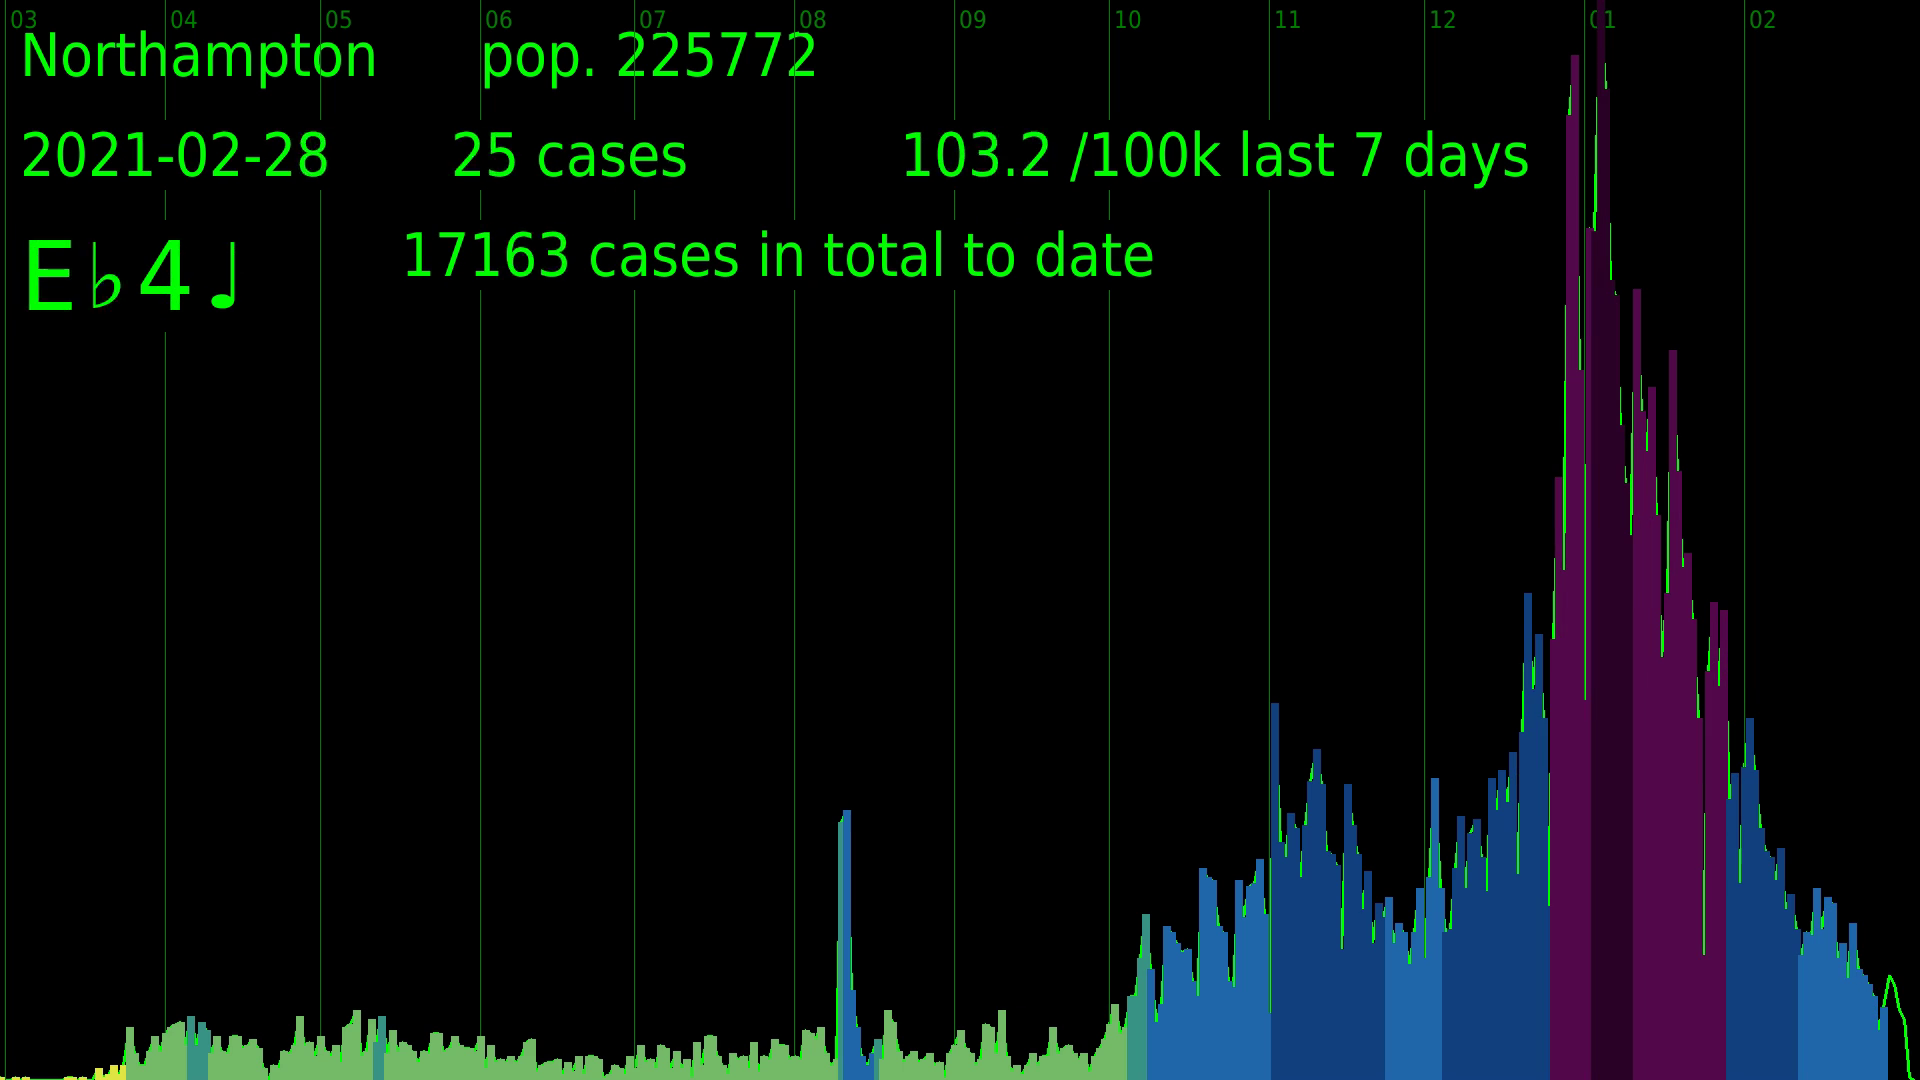 03 04 05 06 07 08 09 10 11 12 01 02
Northampton pop. 225772
2021-02-28 25 cases 103.2 /100k last 7 days
E♭4♩ 17163 cases in total to date